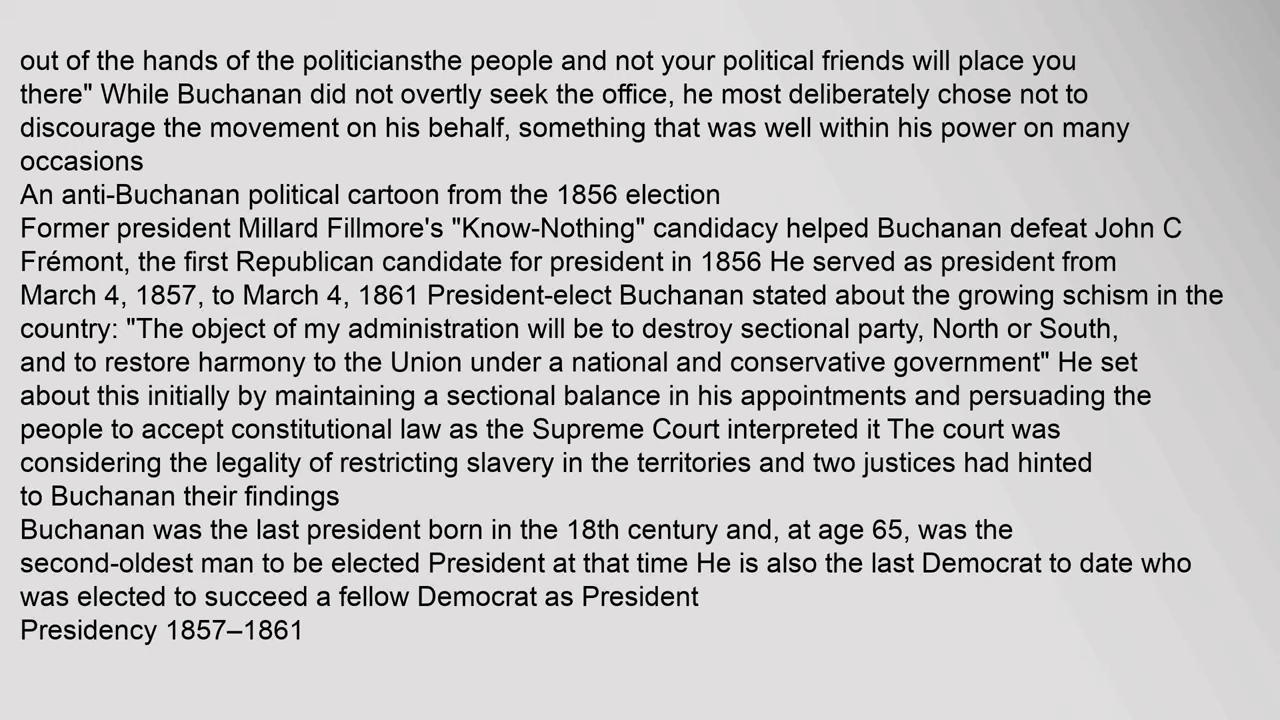 out of the hands of the politiciansthe people and not your political friends will place you
there" While Buchanan did not overtly seek the office, he most deliberately chose not to
discourage the movement on his behalf, something that was well within his power on many
occasions
An anti-Buchanan political cartoon from the 1856 election
Former president Millard Fillmore's "Know-Nothing" candidacy helped Buchanan defeat John C
Frémont, the first Republican candidate for president in 1856 He served as president from
March 4, 1857, to March 4, 1861 President-elect Buchanan stated about the growing schism in the
country: "The object of my administration will be to destroy sectional party, North or South,
and to restore harmony to the Union under a national and conservative government" He set
about this initially by maintaining a sectional balance in his appointments and persuading the
people to accept constitutional law as the Supreme Court interpreted it The court was
considering the legality of restricting slavery in the territories and two justices had hinted
to Buchanan their findings
Buchanan was the last president born in the 18th century and, at age 65, was the
second-oldest man to be elected President at that time He is also the last Democrat to date who
was elected to succeed a fellow Democrat as President
Presidency 1857–1861